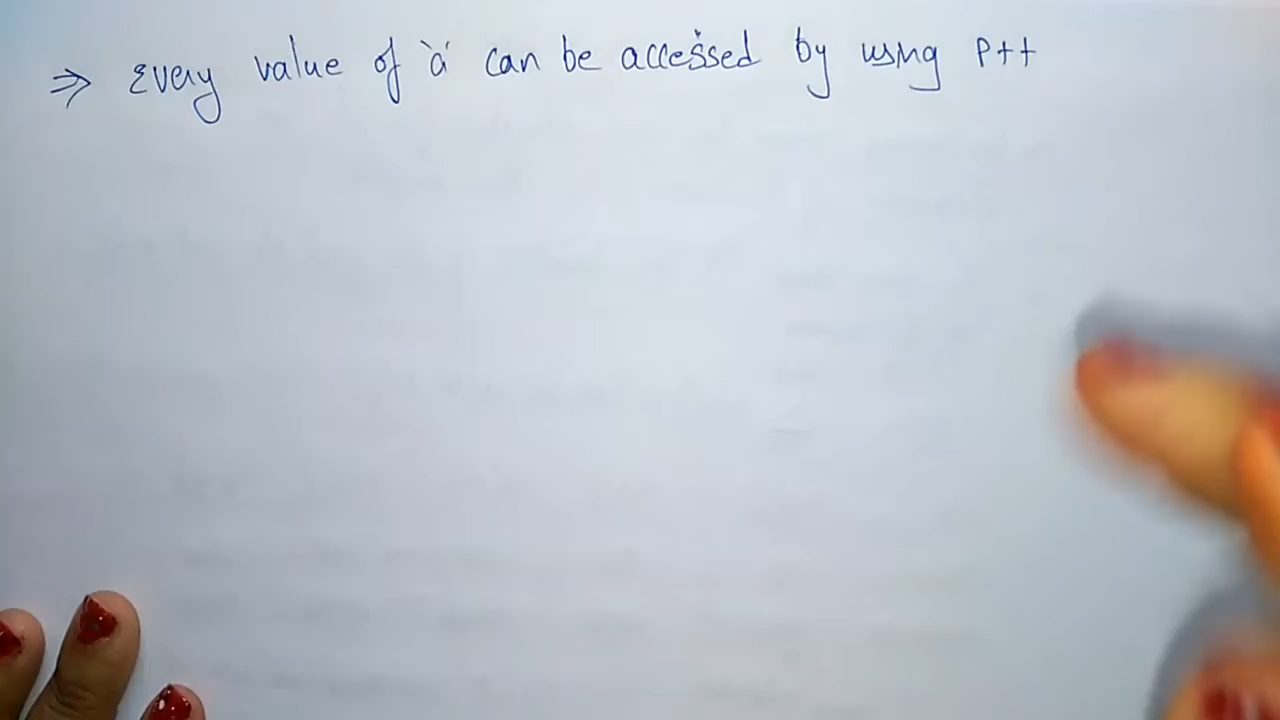 ⇒ Every value of `a' can be accessed by using P++